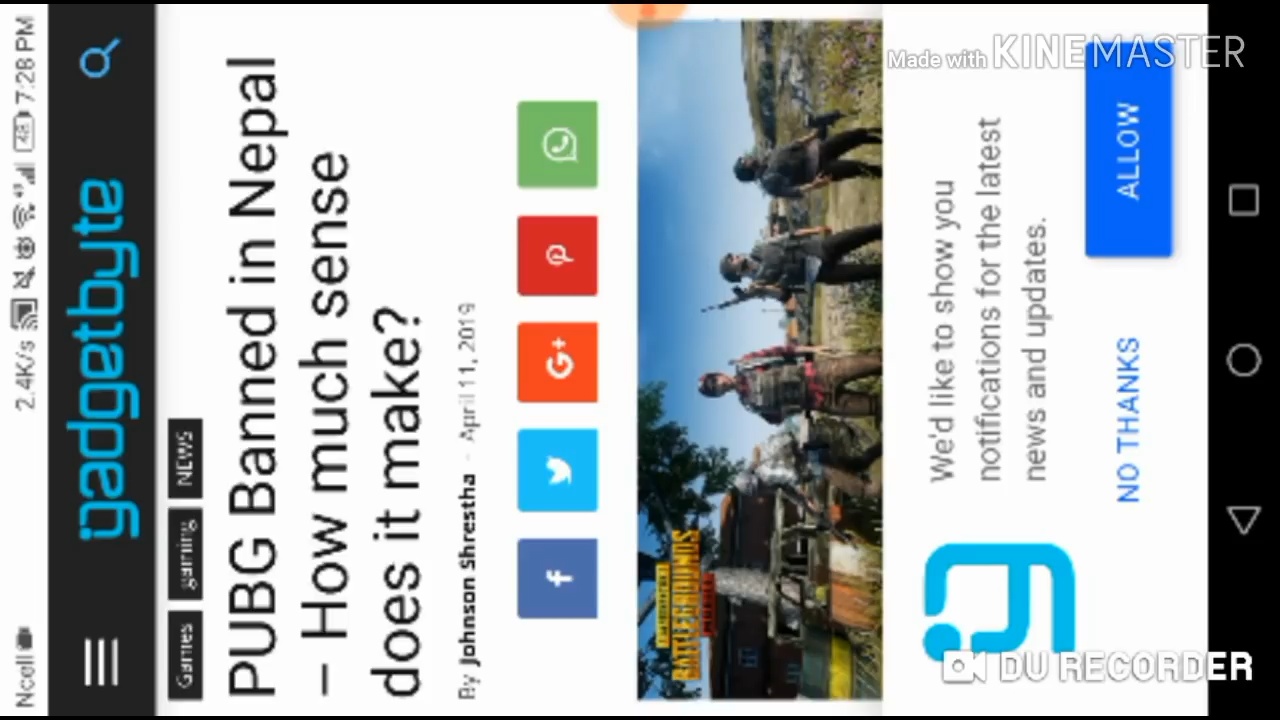 Ncell 2.4K/s 48 7:28 PM
gadgetbyte
Games gaming NEWS
PUBG Banned in Nepal
– How much sense
does it make?
By Johnson Shrestha - April 11, 2019
BATTLEGROUNDS
We'd like to show you
notifications for the latest
news and updates.
NO THANKS ALLOW
Made with KINEMASTER
DU RECORDER